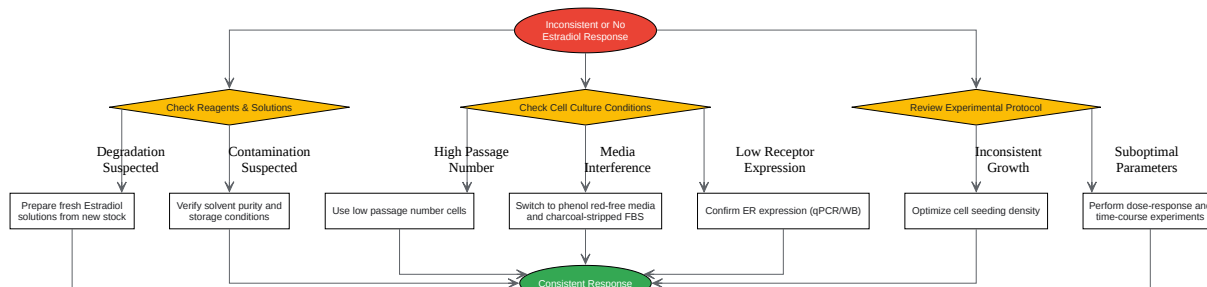 Inconsistent or No
Estradiol Response
Check Reagents & Solutions
Check Cell Culture Conditions
Review Experimental Protocol
Degradation
Suspected
Contamination
Suspected
High Passage
Number
Media
Interference
Low Receptor
Expression
Inconsistent
Growth
Suboptimal
Parameters
Prepare fresh Estradiol
solutions from new stock
Verify solvent purity and
storage conditions
Use low passage number cells
Switch to phenol red-free media
and charcoal-stripped FBS
Confirm ER expression (qPCR/WB)
Optimize cell seeding density
Perform dose-response and
time-course experiments
Consistent Response